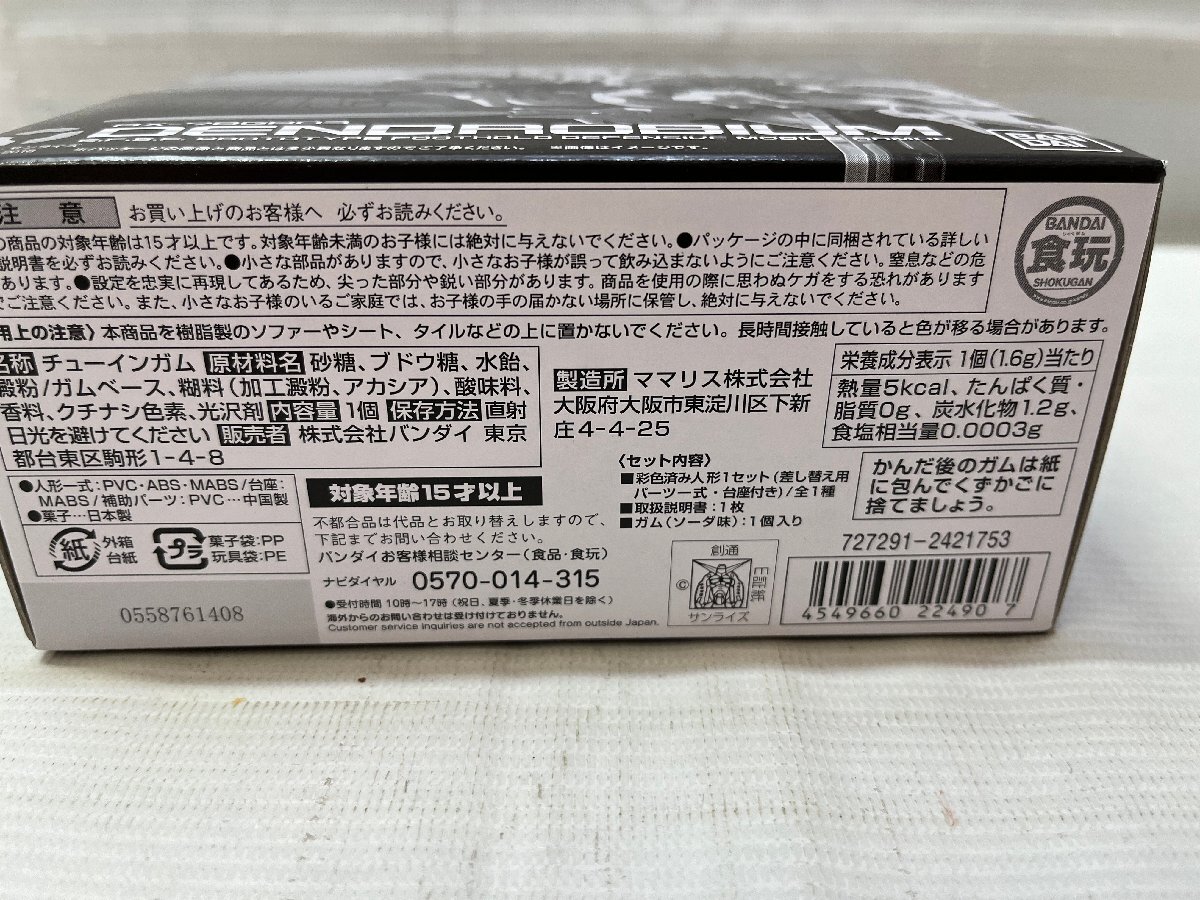 DENDROBIUM
※画像はイメージです。
BAN
DAI
注 意 お買い上げのお客様へ 必ずお読みください。
の商品の対象年齢は15才以上です。対象年齢未満のお子様には絶対に与えないでください。●パッケージの中に同梱されている詳しい
説明書を必ずお読みください。●小さな部品がありますので、小さなお子様が誤って飲み込まないようにご注意ください。窒息などの危
あります。●設定を忠実に再現してあるため、尖った部分や鋭い部分があります。商品を使用の際に思わぬケガをする恐れがあります
でご注意ください。また、小さなお子様のいるご家庭では、お子様の手の届かない場所に保管し、絶対に与えないでください。
BANDAI
食玩
SHOKUGAN
用上の注意〉本商品を樹脂製のソファーやシート、タイルなどの上に置かないでください。長時間接触していると色が移る場合があります。
名称 チューインガム 原材料名 砂糖、ブドウ糖、水飴、
澱粉/ガムベース、糊料(加工澱粉、アカシア)、酸味料、
香料、クチナシ色素、光沢剤 内容量 1個 保存方法 直射
日光を避けてください 販売者 株式会社バンダイ 東京
都台東区駒形1-4-8
製造所 ママリス株式会社
大阪府大阪市東淀川区下新
庄4-4-25
栄養成分表示 1個(1.6g)当たり
熱量5kcal、たんぱく質・
脂質0g、炭水化物1.2g、
食塩相当量0.0003g
●人形一式:PVC・ABS・MABS/台座:
MABS/補助パーツ:PVC…中国製
●菓子…日本製
紙 外箱
台紙
プラ 菓子袋:PP
玩具袋:PE
0558761408
対象年齢15才以上
不都合品は代品とお取り替えしますので、
下記までお問い合わせください。
バンダイお客様相談センター(食品・食玩)
ナビダイヤル 0570-014-315
●受付時間 10時～17時(祝日、夏季・冬季休業日を除く)
海外からのお問い合わせは受け付けておりません。
Customer service inquiries are not accepted from outside Japan.
〈セット内容〉
■彩色済み人形1セット(差し替え用
パーツ一式・台座付き)/全1種
■取扱説明書:1枚
■ガム(ソーダ味):1個入り
かんだ後のガムは紙
に包んでくずかごに
捨てましょう。
©
創通
サンライズ
727291-2421753
4549660 224907